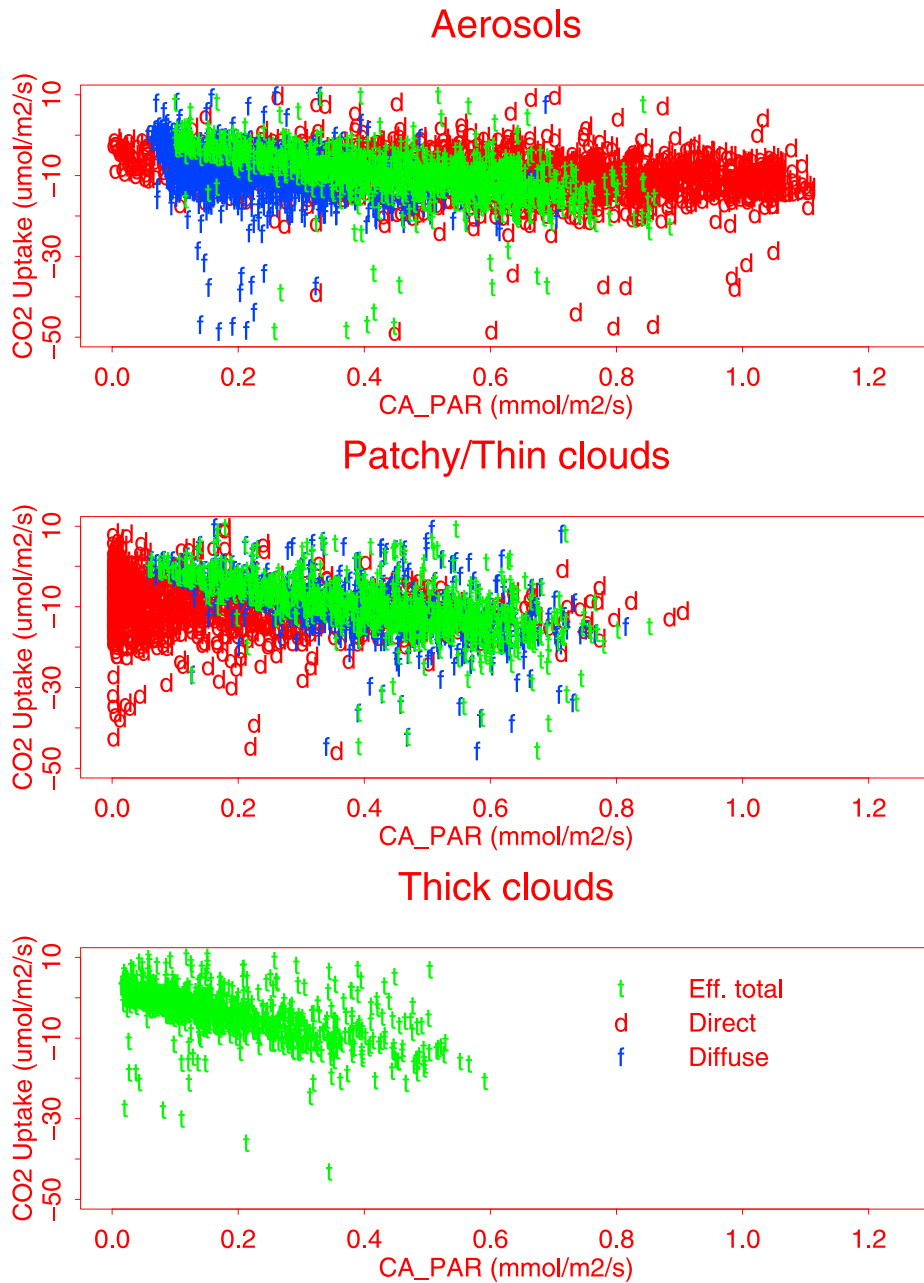 Aerosols
CO2 Uptake (umol/m2/s)
10
−10
−30
−50
0.0 0.2 0.4 0.6 0.8 1.0 1.2
CA_PAR (mmol/m2/s)
Patchy/Thin clouds
CO2 Uptake (umol/m2/s)
10
−10
−30
−50
0.0 0.2 0.4 0.6 0.8 1.0 1.2
CA_PAR (mmol/m2/s)
Thick clouds
CO2 Uptake (umol/m2/s)
10
−10
−30
−50
t Eff. total
d Direct
f Diffuse
0.0 0.2 0.4 0.6 0.8 1.0 1.2
CA_PAR (mmol/m2/s)